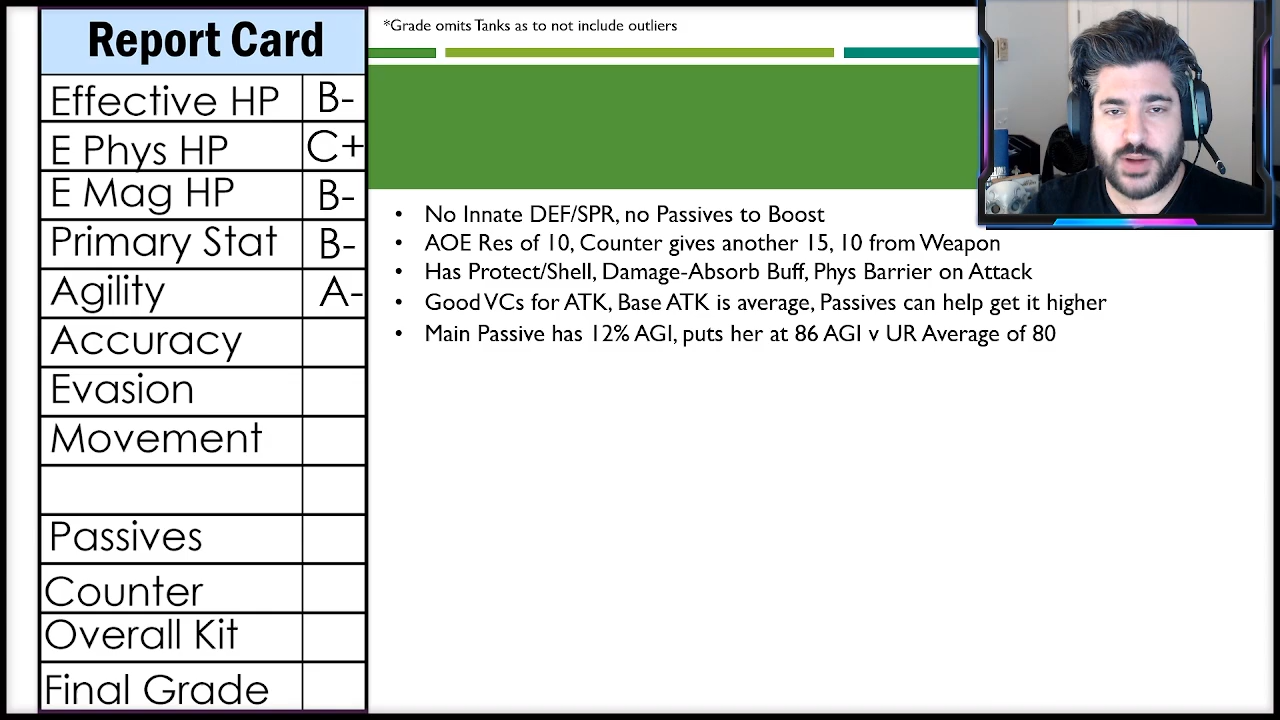 Report Card
Effective HP B-
E Phys HP C+
E Mag HP B-
Primary Stat B-
Agility A-
Accuracy
Evasion
Movement
Passives
Counter
Overall Kit
Final Grade
*Grade omits Tanks as to not include outliers
• No Innate DEF/SPR, no Passives to Boost
• AOE Res of 10, Counter gives another 15, 10 from Weapon
• Has Protect/Shell, Damage-Absorb Buff, Phys Barrier on Attack
• Good VCs for ATK, Base ATK is average, Passives can help get it higher
• Main Passive has 12% AGI, puts her at 86 AGI v UR Average of 80